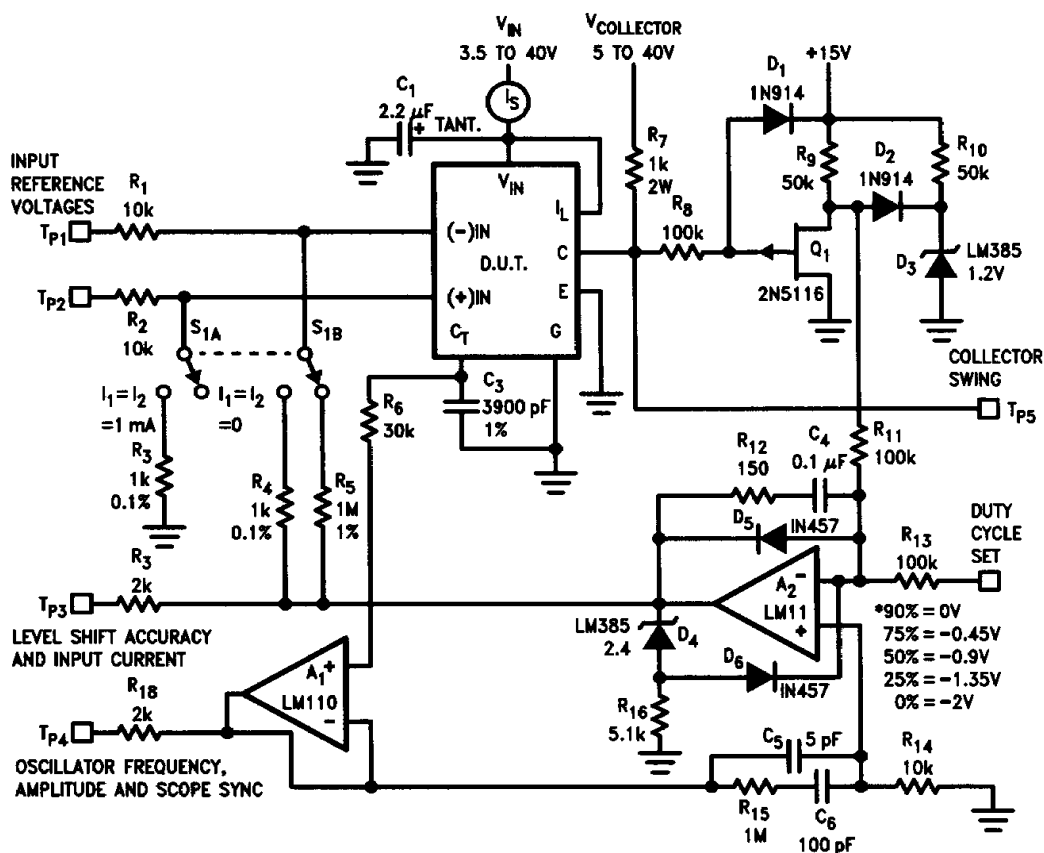 V_IN
3.5 TO 40V
V_COLLECTOR
5 TO 40V
+15V
D1
1N914
C1
2.2 μF
+ TANT.
I_S
R7
1k
2W
R9
50k
D2
1N914
R10
50k
INPUT
REFERENCE
VOLTAGES
R1
10k
TP1
V_IN
I_L
(−)IN
D.U.T.
C
R8
100k
Q1
2N5116
D3
LM385
1.2V
TP2
R2
10k
(+)IN
E
C_T
G
S1A
S1B
I1 = I2
=1 mA
I1 = I2
=0
R6
30k
C3
3900 pF
1%
COLLECTOR
SWING
TP5
R3
1k
0.1%
R4
1k
0.1%
R5
1M
1%
R12
150
C4
0.1 μF
R11
100k
D5
IN457
DUTY
CYCLE
SET
R13
100k
A2 −
LM11
+
TP3
R3
2k
LEVEL SHIFT ACCURACY
AND INPUT CURRENT
LM385
2.4
D4
D6
IN457
*90% = 0V
75% = −0.45V
50% = −0.9V
25% = −1.35V
0% = −2V
A1 +
LM110
−
R18
2k
TP4
R16
5.1k
OSCILLATOR FREQUENCY,
AMPLITUDE AND SCOPE SYNC
C5
5 pF
R14
10k
R15
1M
C6
100 pF